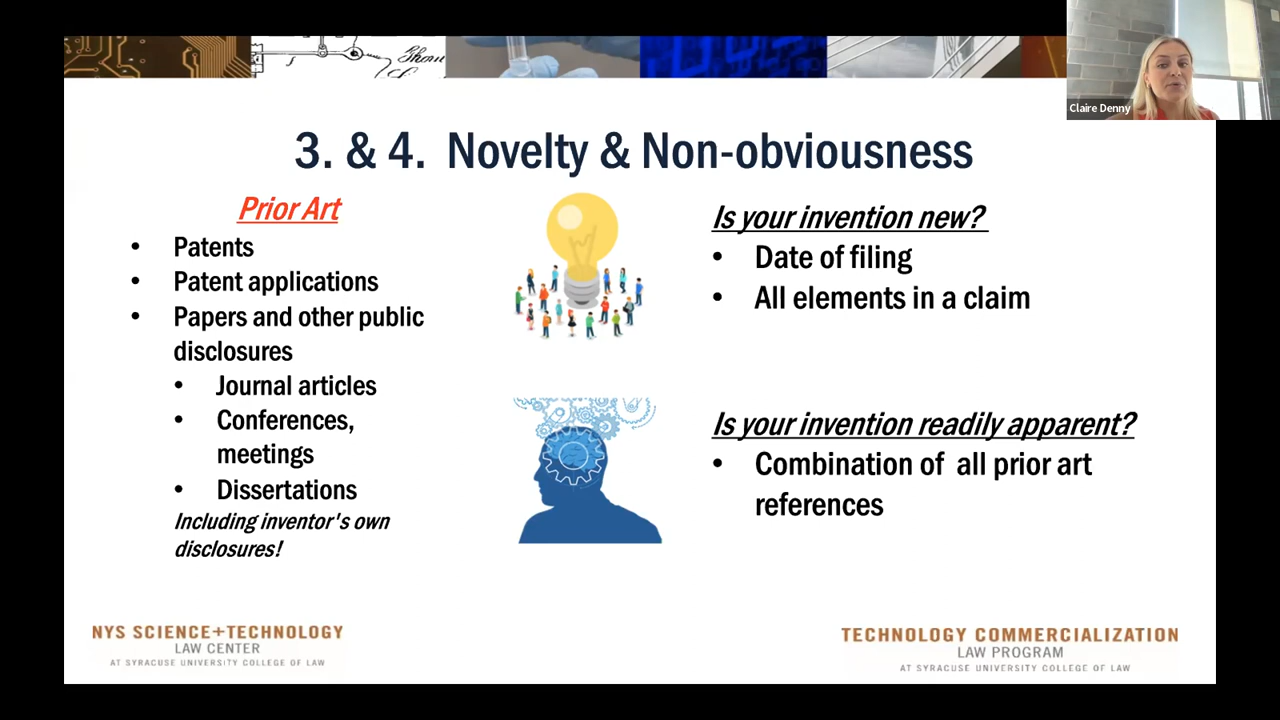 Thom
Claire Denny
3. & 4. Novelty & Non-obviousness
Prior Art
• Patents
• Patent applications
• Papers and other public
disclosures
• Journal articles
• Conferences,
meetings
• Dissertations
Including inventor's own
disclosures!
Is your invention new?
• Date of filing
• All elements in a claim
Is your invention readily apparent?
• Combination of all prior art
references
NYS SCIENCE+TECHNOLOGY
LAW CENTER
AT SYRACUSE UNIVERSITY COLLEGE OF LAW
TECHNOLOGY COMMERCIALIZATION
LAW PROGRAM
AT SYRACUSE UNIVERSITY COLLEGE OF LAW